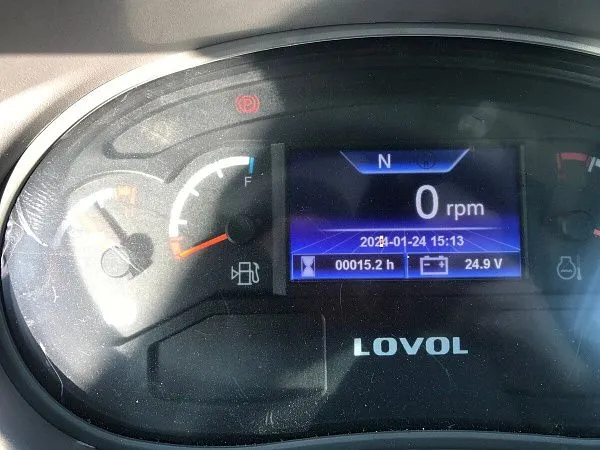 P
N
F
0 rpm
2024-01-24 15:13
00015.2 h
24.9 V
LOVOL